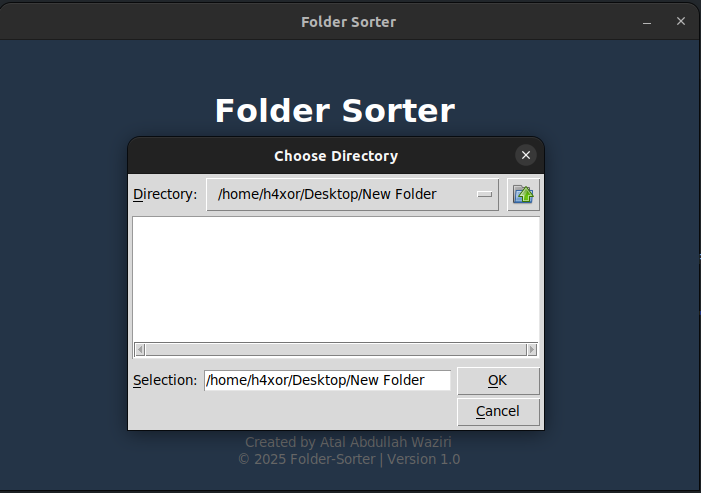 Folder Sorter
Folder Sorter
Choose Directory
Directory: /home/h4xor/Desktop/New Folder
Selection: /home/h4xor/Desktop/New Folder OK
Cancel
Created by Atal Abdullah Waziri
© 2025 Folder-Sorter | Version 1.0